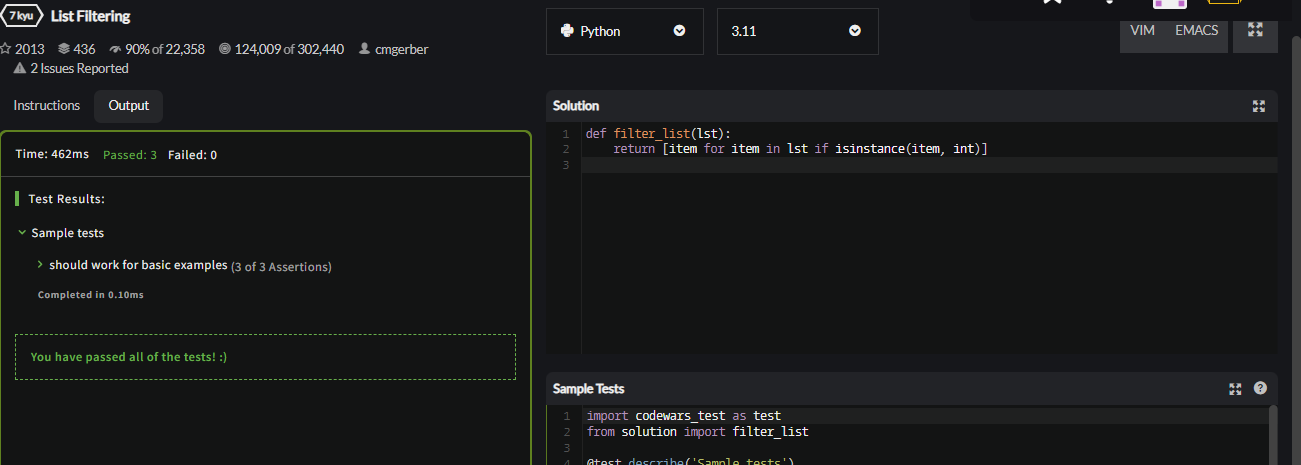 7 kyu List Filtering
2013 436 90% of 22,358 124,009 of 302,440 cmgerber
2 Issues Reported
Instructions Output
Time: 462ms Passed: 3 Failed: 0
Test Results:
Sample tests
should work for basic examples (3 of 3 Assertions)
Completed in 0.10ms
You have passed all of the tests! :)
Python 3.11
VIM EMACS
Solution
1 def filter_list(lst):
2     return [item for item in lst if isinstance(item, int)]
3
Sample Tests
?
1 import codewars_test as test
2 from solution import filter_list
3
4 @test.describe('Sample tests')